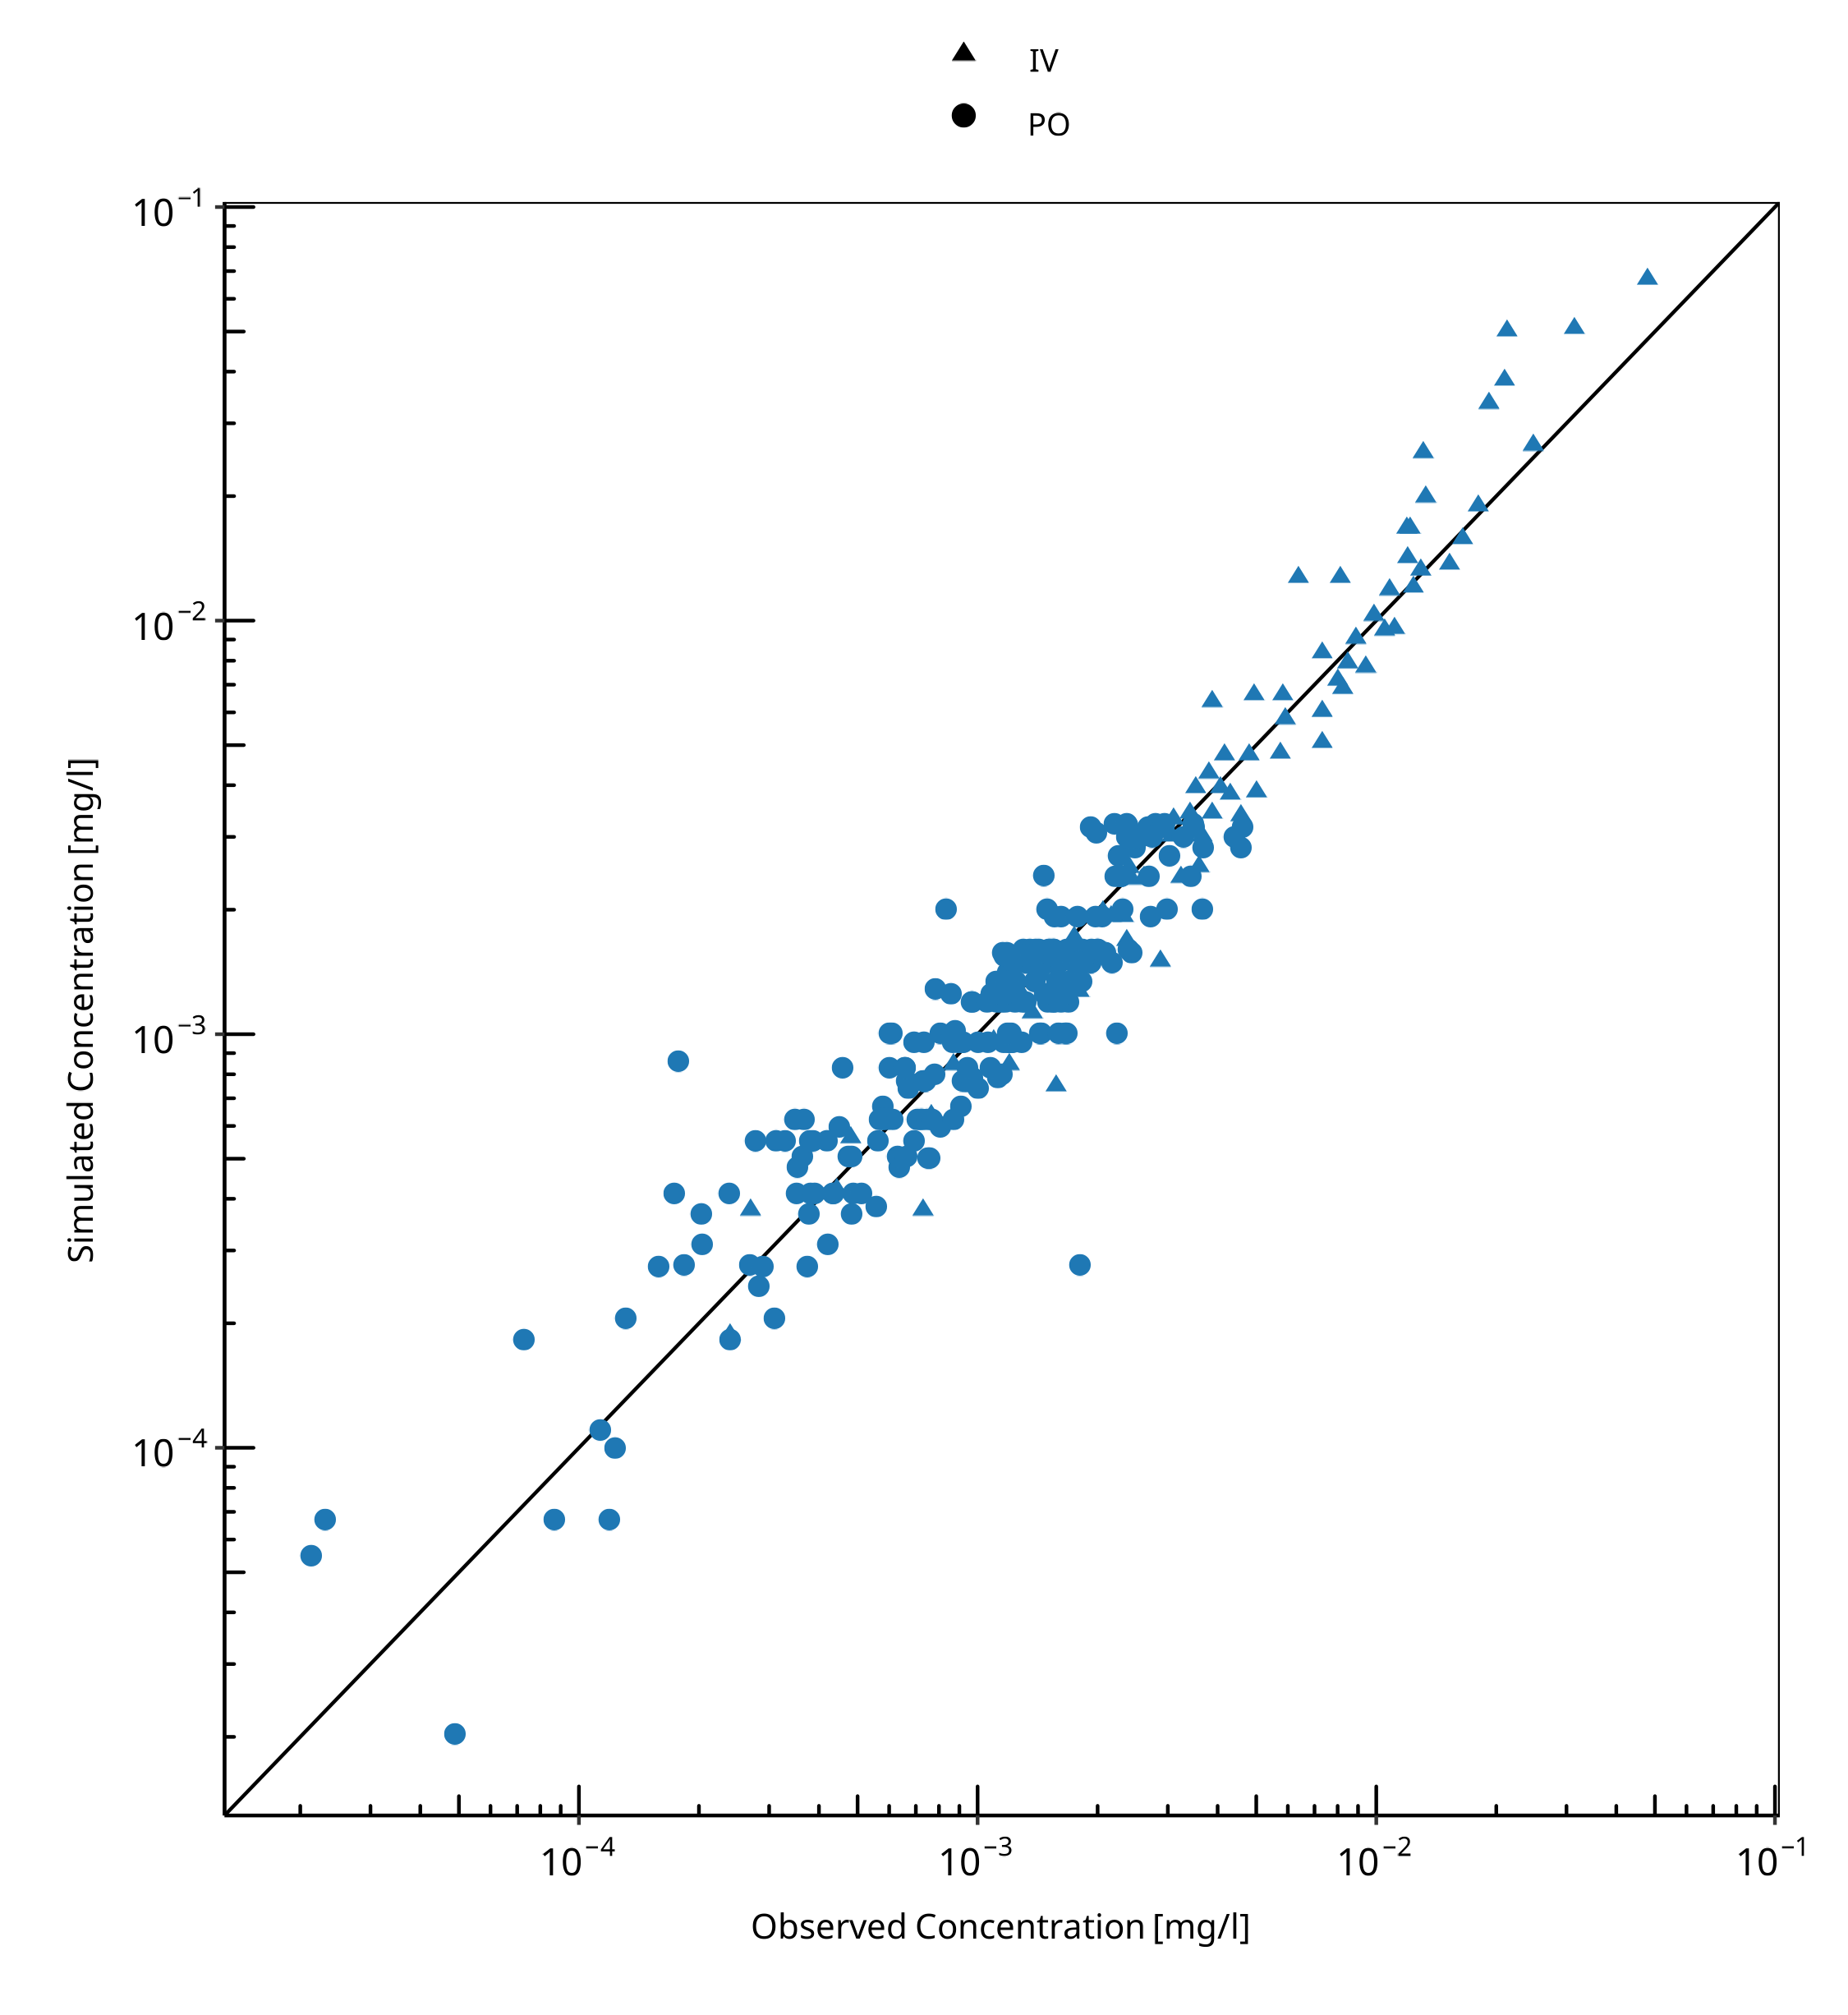 IV
PO
10⁻¹
10⁻²
10⁻³
10⁻⁴
Simulated Concentration [mg/l]
10⁻⁴ 10⁻³ 10⁻² 10⁻¹
Observed Concentration [mg/l]